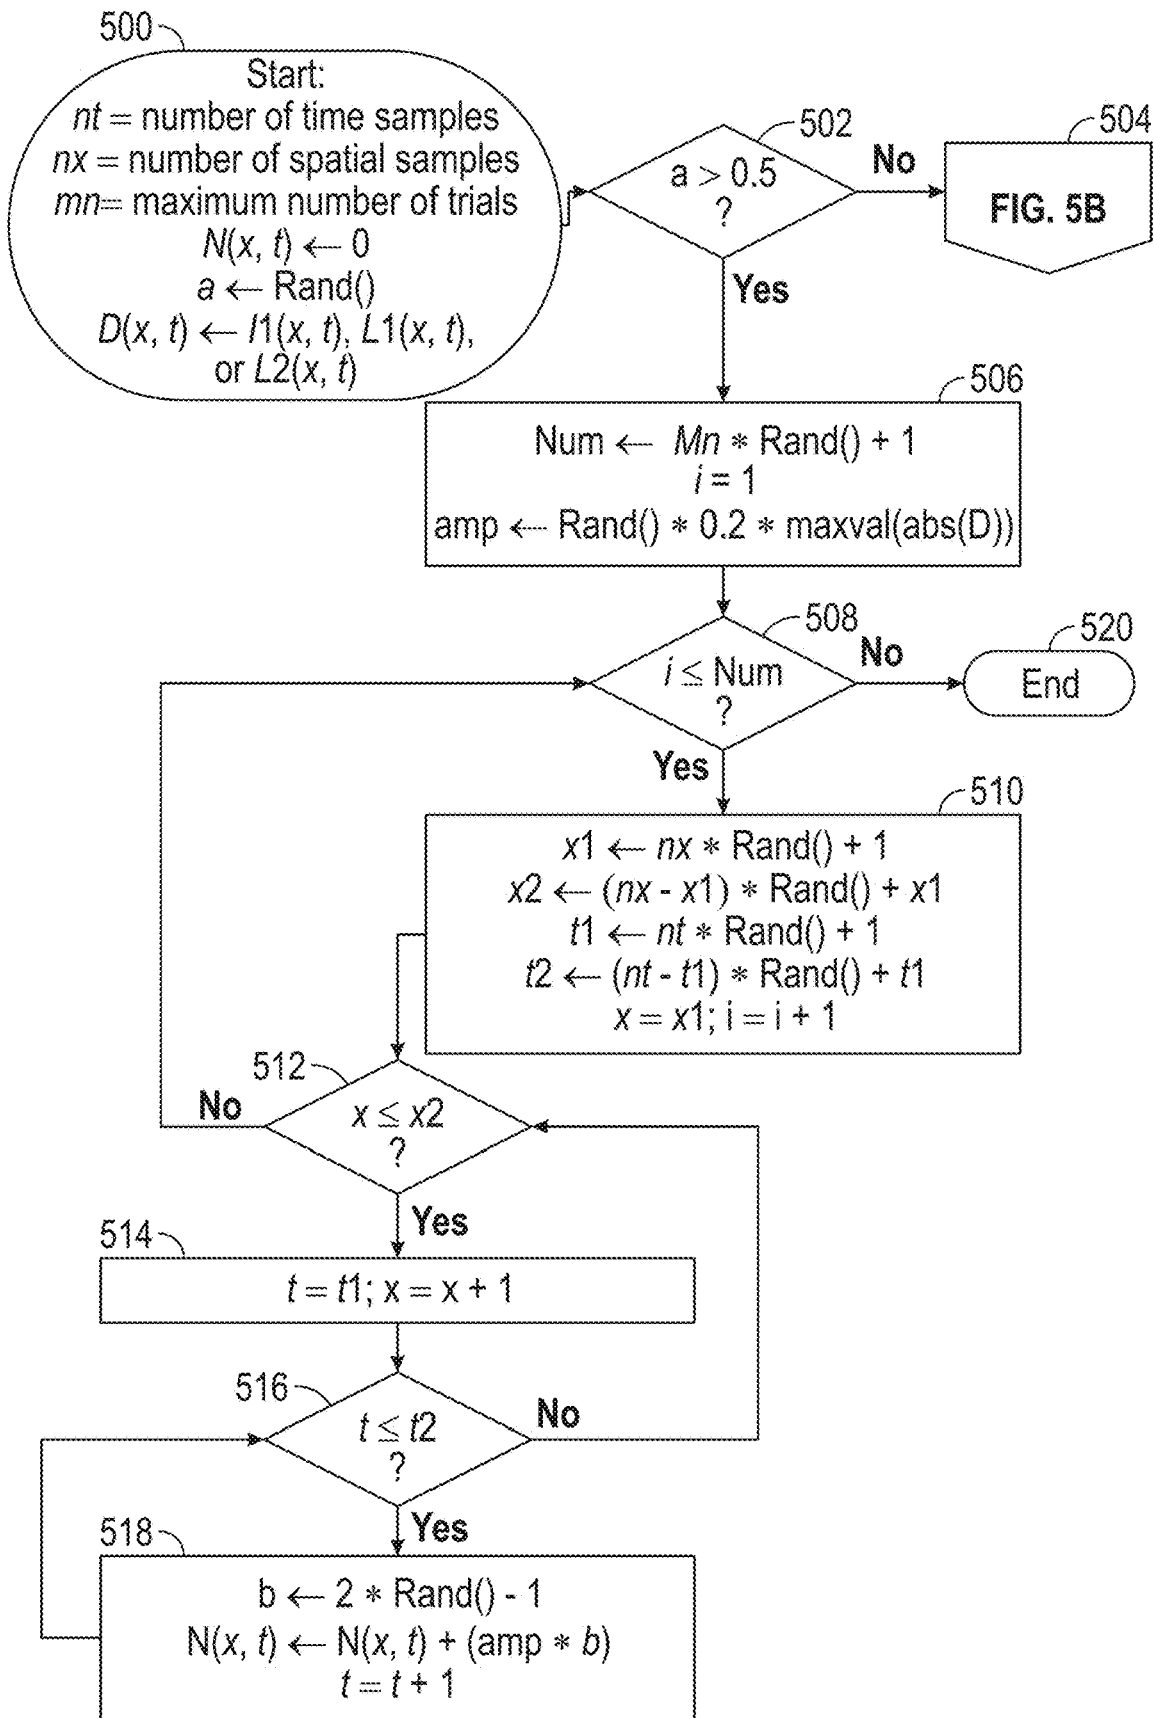 500
Start:
nt = number of time samples
nx = number of spatial samples
mn= maximum number of trials
N(x, t) ← 0
a ← Rand()
D(x, t) ← I1(x, t), L1(x, t),
or L2(x, t)
502
a > 0.5
?
No
504
FIG. 5B
Yes
506
Num ← Mn * Rand() + 1
i = 1
amp ← Rand() * 0.2 * maxval(abs(D))
508
i ≤ Num
?
No
520
End
Yes
510
x1 ← nx * Rand() + 1
x2 ← (nx - x1) * Rand() + x1
t1 ← nt * Rand() + 1
t2 ← (nt - t1) * Rand() + t1
x = x1; i = i + 1
512
No
x ≤ x2
?
Yes
514
t = t1; x = x + 1
516
t ≤ t2
?
No
Yes
518
b ← 2 * Rand() - 1
N(x, t) ← N(x, t) + (amp * b)
t = t + 1